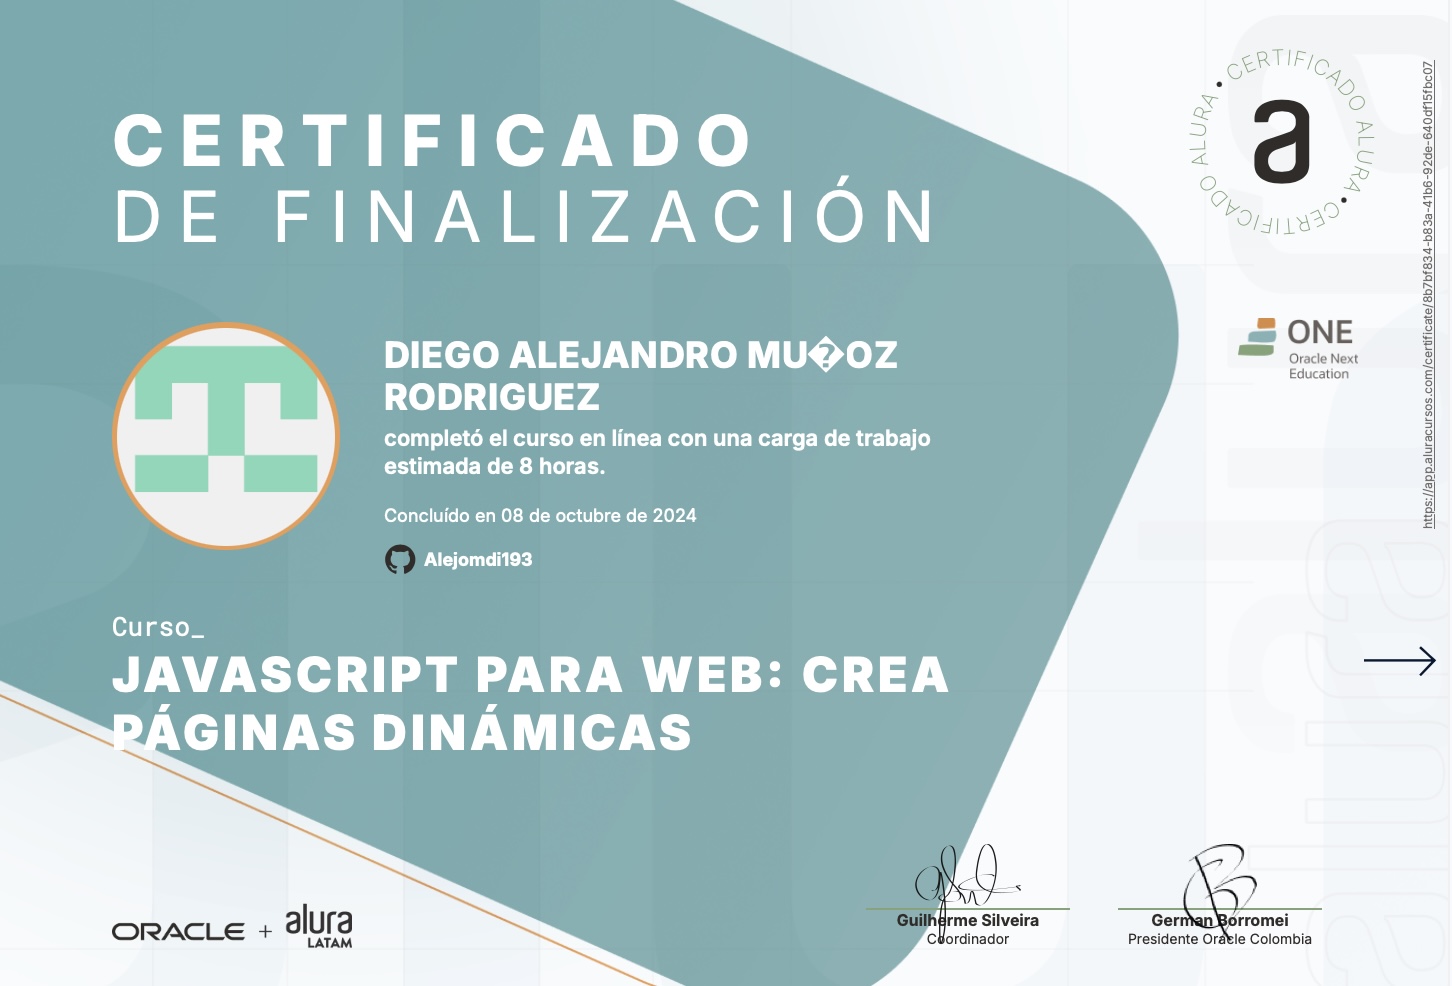 CERTIFICADO
DE FINALIZACIÓN
CERTIFICADO ALURA • CERTIFICADO ALURA •
a
https://app.aluracursos.com/certificate/8b7bf834-b83a-41b6-92de-640df15fbc07
ONE
Oracle Next
Education
DIEGO ALEJANDRO MU�OZ
RODRIGUEZ
completó el curso en línea con una carga de trabajo
estimada de 8 horas.
Concluído en 08 de octubre de 2024
Alejomdi193
Curso_
JAVASCRIPT PARA WEB: CREA
PÁGINAS DINÁMICAS
ORACLE + alura
LATAM
Guilherme Silveira
Coordinador
German Borromei
Presidente Oracle Colombia
alura